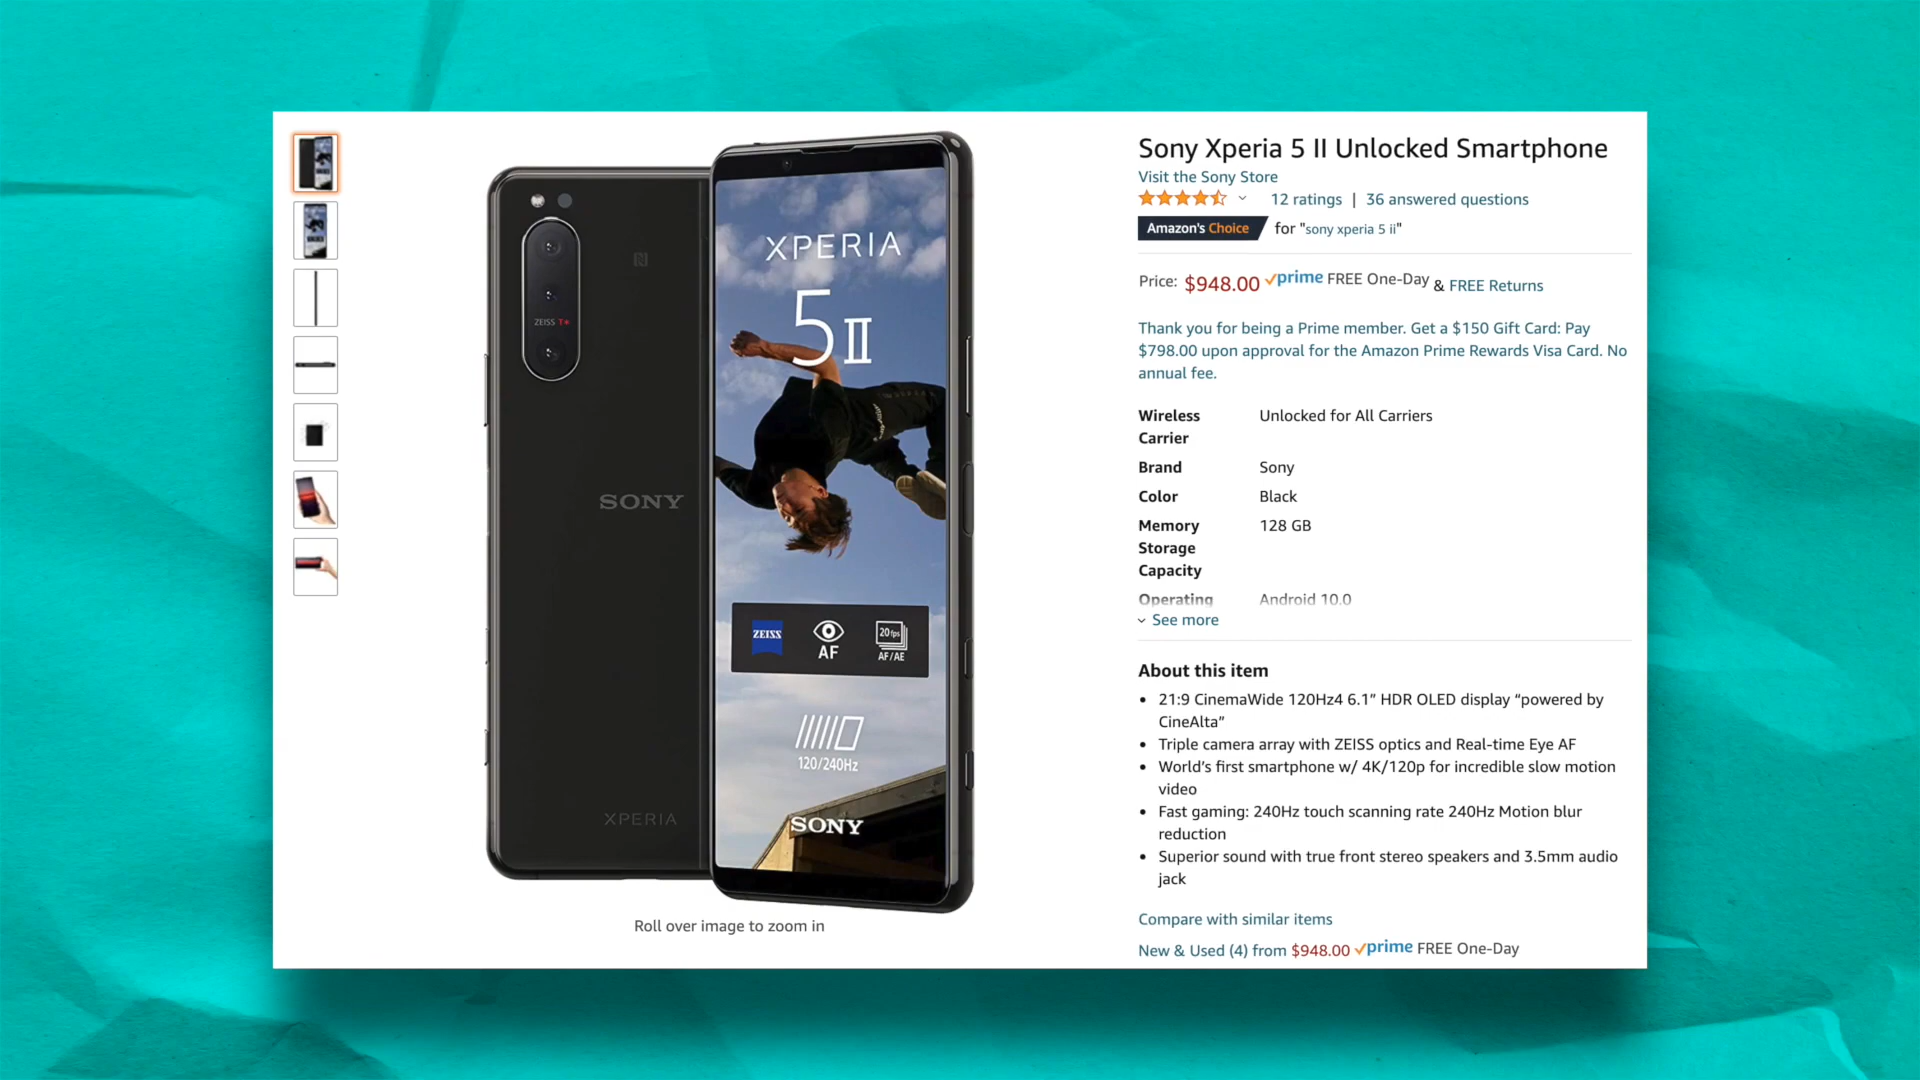 XPERIA
5 II
ZEISS T*
SONY
XPERIA
ZEISS
AF
20fps
AF/AE
120/240Hz
SONY
Roll over image to zoom in
Sony Xperia 5 II Unlocked Smartphone
Visit the Sony Store
12 ratings | 36 answered questions
Amazon's Choice for "sony xperia 5 ii"
Price: $948.00 prime FREE One-Day & FREE Returns
Thank you for being a Prime member. Get a $150 Gift Card: Pay
$798.00 upon approval for the Amazon Prime Rewards Visa Card. No
annual fee.
Wireless Carrier Unlocked for All Carriers
Brand Sony
Color Black
Memory Storage Capacity 128 GB
Operating Android 10.0
See more
About this item
• 21:9 CinemaWide 120Hz4 6.1” HDR OLED display “powered by
CineAlta”
• Triple camera array with ZEISS optics and Real-time Eye AF
• World’s first smartphone w/ 4K/120p for incredible slow motion
video
• Fast gaming: 240Hz touch scanning rate 240Hz Motion blur
reduction
• Superior sound with true front stereo speakers and 3.5mm audio
jack
Compare with similar items
New & Used (4) from $948.00 prime FREE One-Day